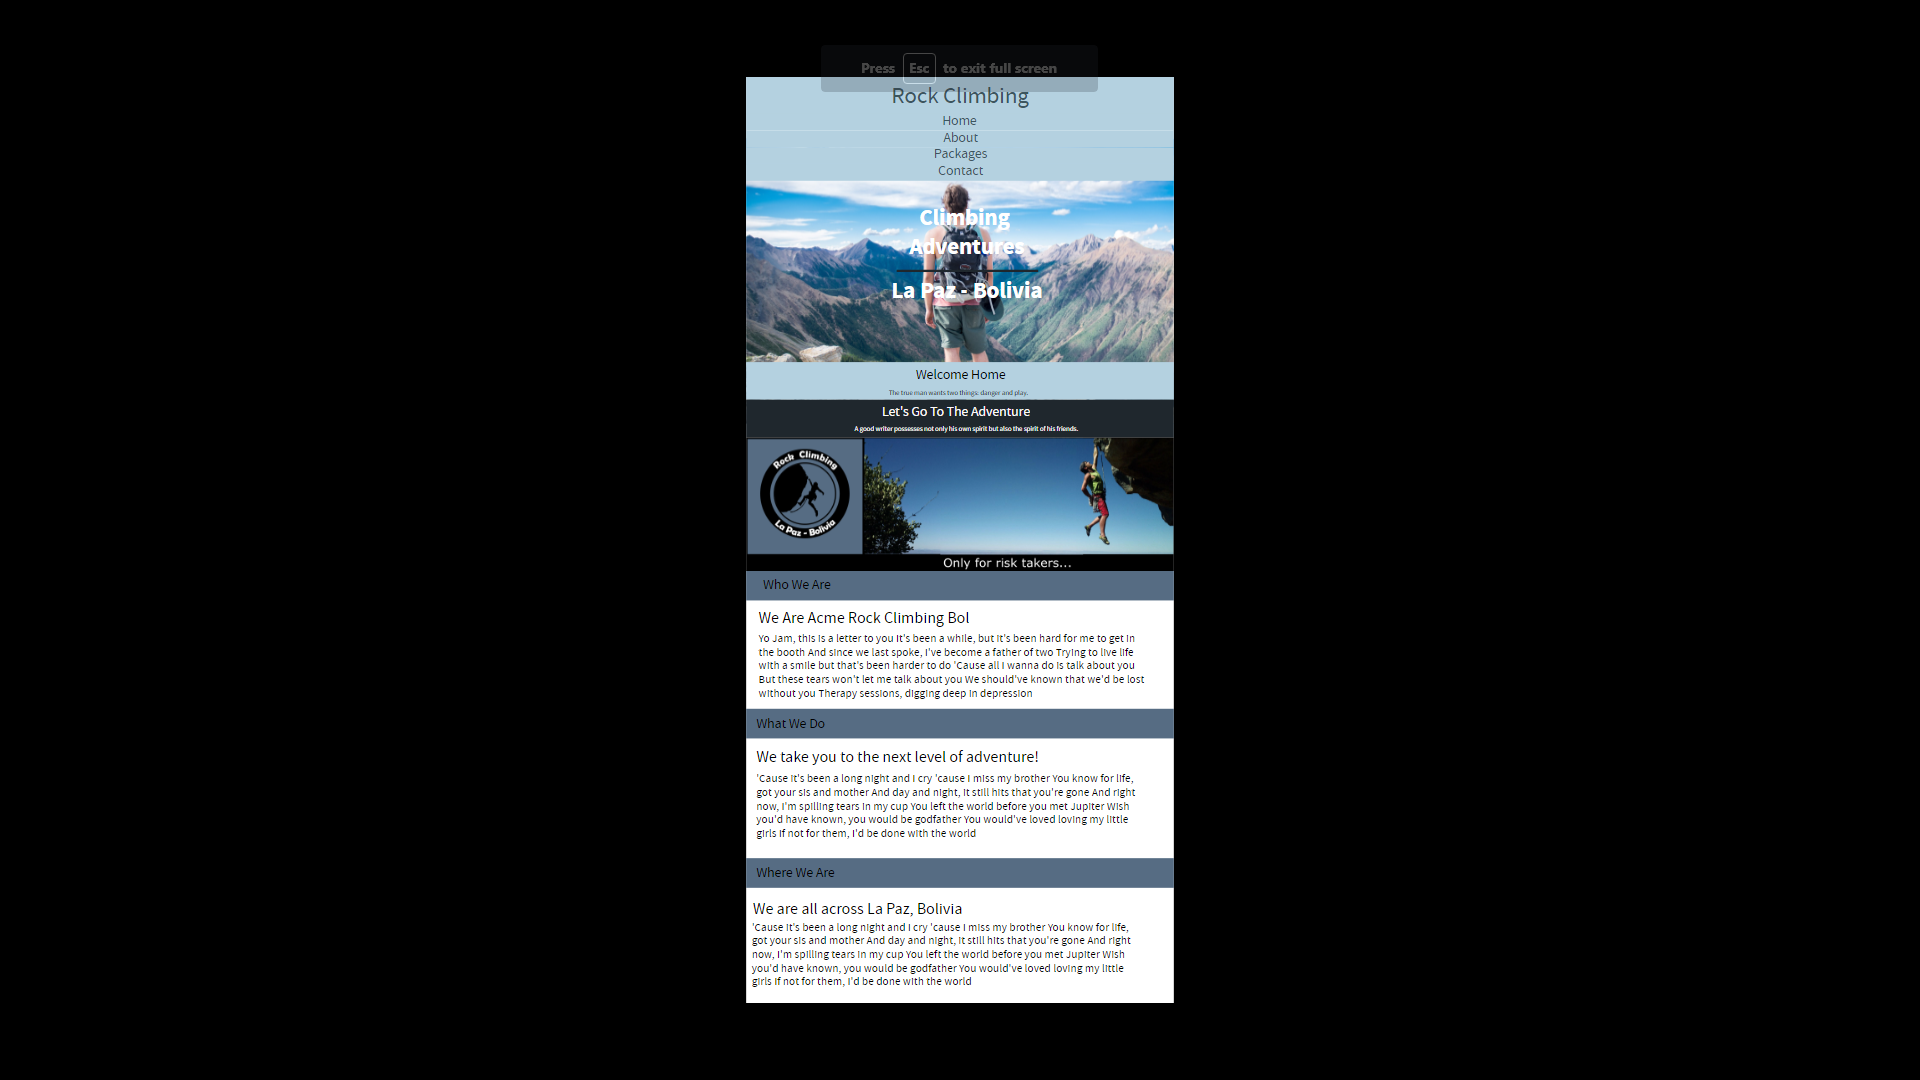 Press Esc to exit full screen
Rock Climbing
Home
About
Packages
Contact
Climbing
Adventures
La Paz - Bolivia
Welcome Home
The true man wants two things: danger and play.
Let's Go To The Adventure
A good writer possesses not only his own spirit but also the spirit of his friends.
Rock Climbing
La Paz - Bolivia
Only for risk takers...
Who We Are
We Are Acme Rock Climbing Bol
Yo Jam, this is a letter to you It's been a while, but it's been hard for me to get in
the booth And since we last spoke, I've become a father of two Trying to live life
with a smile but that's been harder to do 'Cause all I wanna do is talk about you
But these tears won't let me talk about you We should've known that we'd be lost
without you Therapy sessions, digging deep in depression
What We Do
We take you to the next level of adventure!
'Cause it's been a long night and I cry 'cause I miss my brother You know for life,
got your sis and mother And day and night, it still hits that you're gone And right
now, I'm spilling tears in my cup You left the world before you met Jupiter Wish
you'd have known, you would be godfather You would've loved loving my little
girls If not for them, I'd be done with the world
Where We Are
We are all across La Paz, Bolivia
'Cause it's been a long night and I cry 'cause I miss my brother You know for life,
got your sis and mother And day and night, it still hits that you're gone And right
now, I'm spilling tears in my cup You left the world before you met Jupiter Wish
you'd have known, you would be godfather You would've loved loving my little
girls If not for them, I'd be done with the world